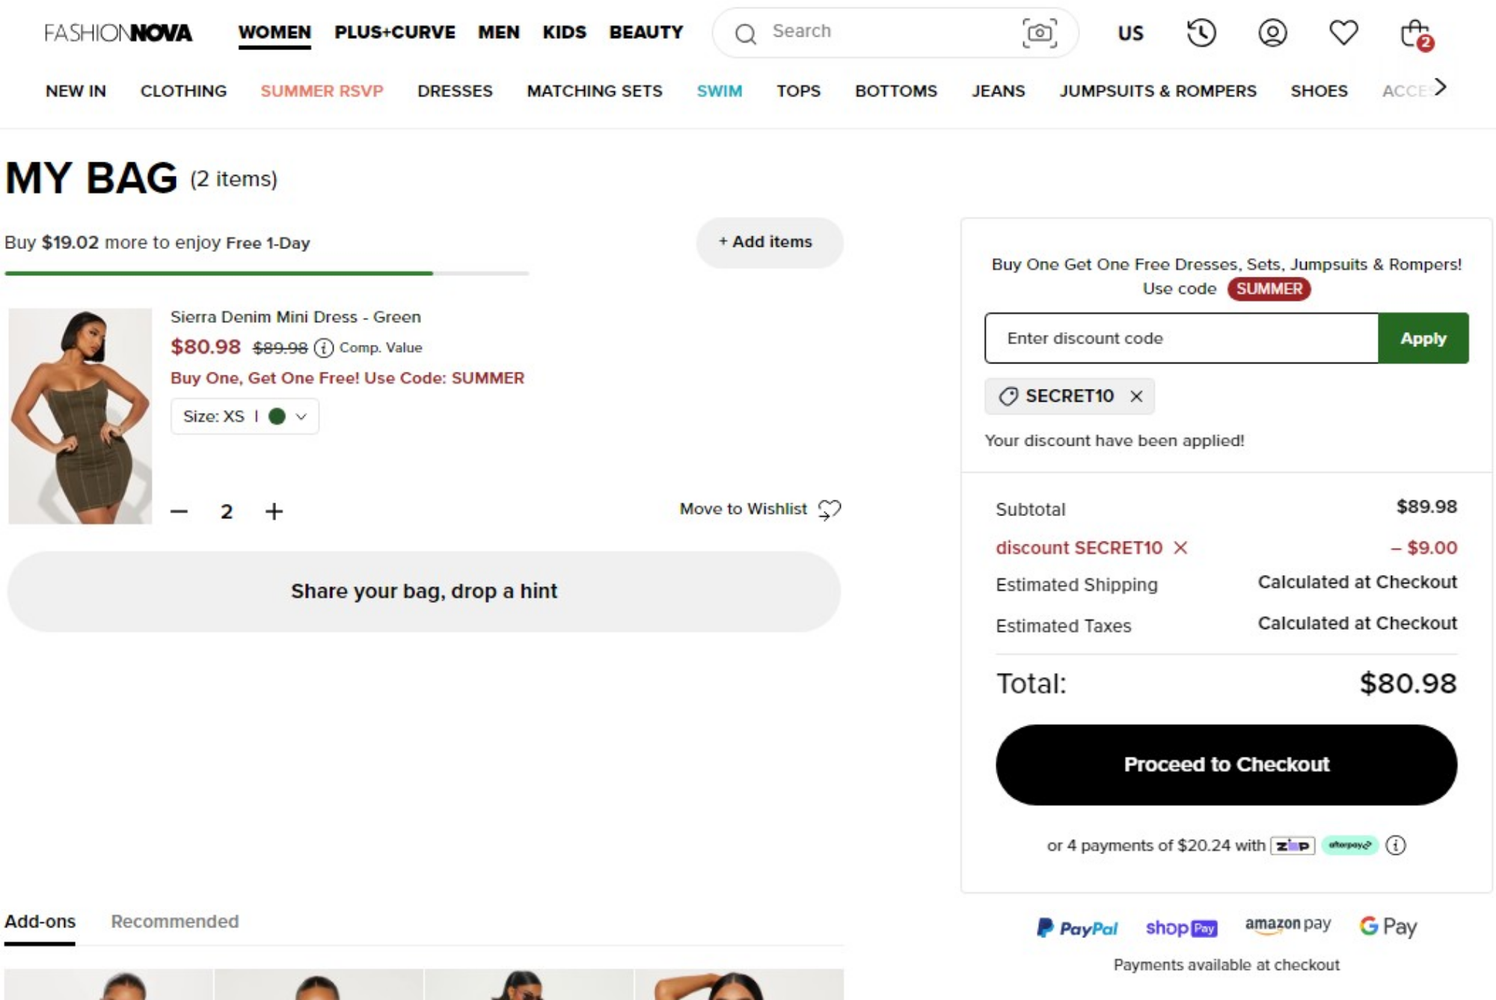 FASHIONNOVA
WOMEN PLUS+CURVE MEN KIDS BEAUTY
Search
US
2
NEW IN CLOTHING SUMMER RSVP DRESSES MATCHING SETS SWIM TOPS BOTTOMS JEANS JUMPSUITS & ROMPERS SHOES ACCE
MY BAG (2 items)
Buy $19.02 more to enjoy Free 1-Day
+ Add items
Sierra Denim Mini Dress - Green
$80.98 $89.98 i Comp. Value
Buy One, Get One Free! Use Code: SUMMER
Size: XS |
− 2 +
Move to Wishlist
Share your bag, drop a hint
Buy One Get One Free Dresses, Sets, Jumpsuits & Rompers!
Use code SUMMER
Enter discount code
Apply
SECRET10
Your discount have been applied!
Subtotal $89.98
discount SECRET10 – $9.00
Estimated Shipping Calculated at Checkout
Estimated Taxes Calculated at Checkout
Total: $80.98
Proceed to Checkout
or 4 payments of $20.24 with zip afterpay i
Add-ons Recommended
PayPal shop Pay amazon pay G Pay
Payments available at checkout